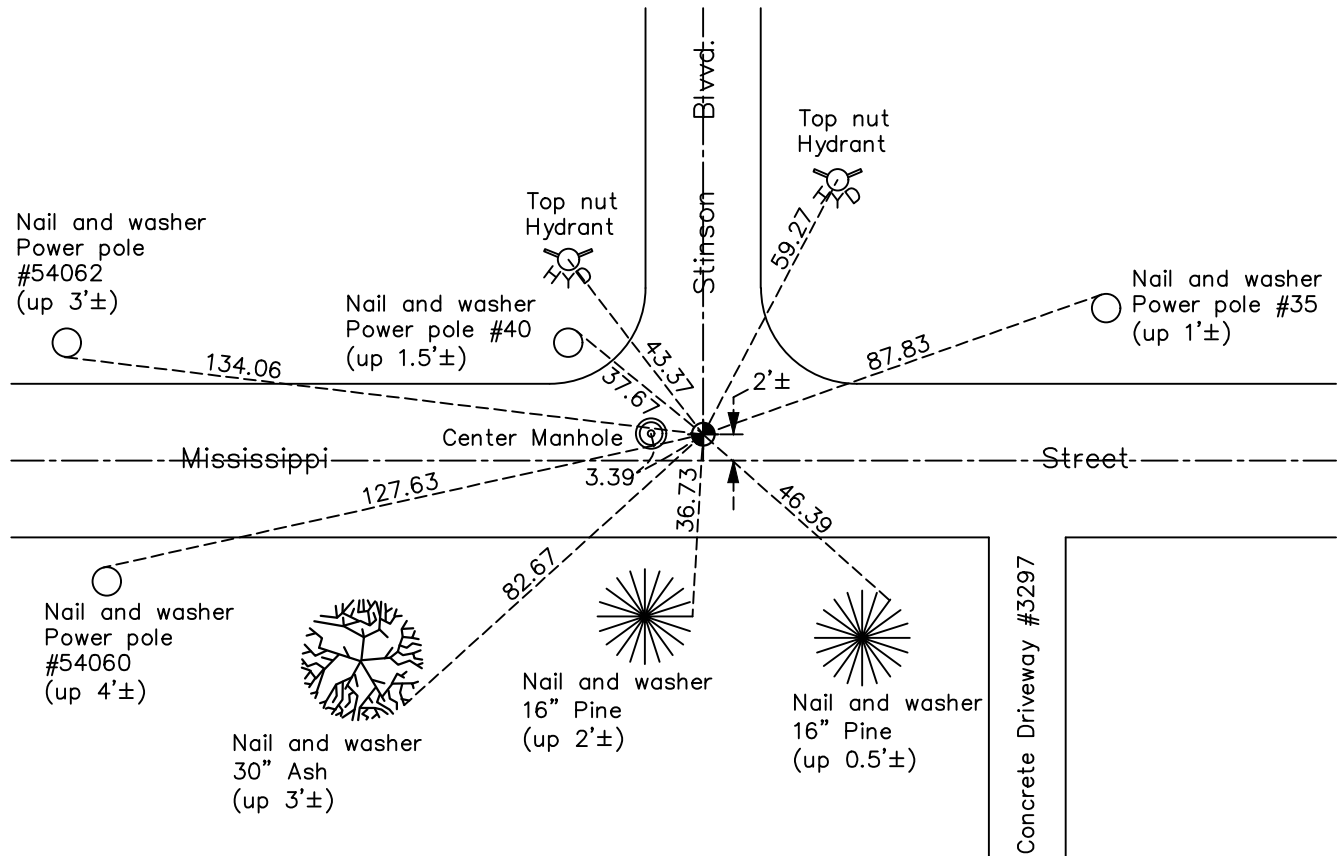 Stinson Blvvd.
Top nut
Hydrant
HYD
Top nut
Hydrant
HYD
Nail and washer
Power pole
#54062
(up 3'±)
Nail and washer
Power pole #40
(up 1.5'±)
Nail and washer
Power pole #35
(up 1'±)
59.27
43.37
37.67
87.83
134.06
2'±
Center Manhole
Mississippi Street
3.39
127.63
36.73
46.39
82.67
Nail and washer
Power pole
#54060
(up 4'±)
Nail and washer
30" Ash
(up 3'±)
Nail and washer
16" Pine
(up 2'±)
Nail and washer
16" Pine
(up 0.5'±)
Concrete Driveway #3297